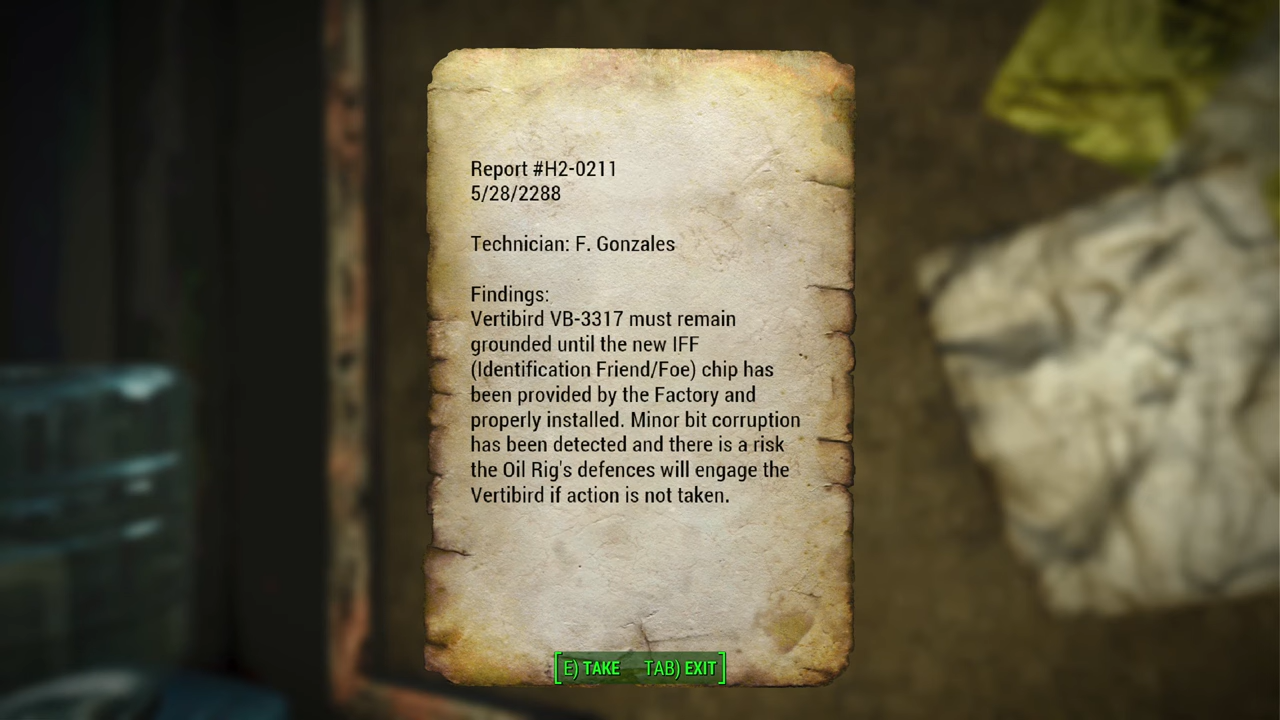 Report #H2-0211
5/28/2288
Technician: F. Gonzales
Findings:
Vertibird VB-3317 must remain
grounded until the new IFF
(Identification Friend/Foe) chip has
been provided by the Factory and
properly installed. Minor bit corruption
has been detected and there is a risk
the Oil Rig's defences will engage the
Vertibird if action is not taken.
E) TAKE TAB) EXIT